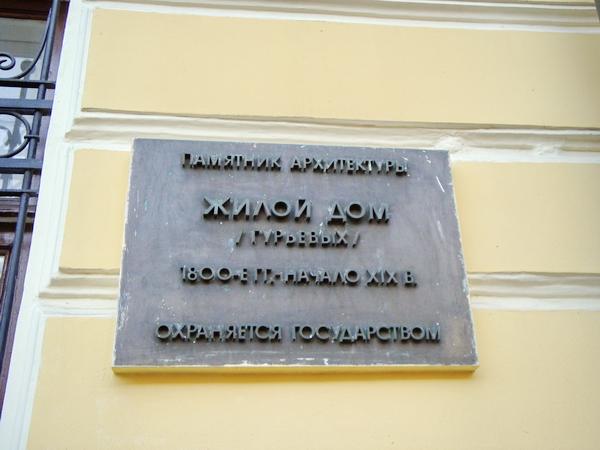 ПАМЯТНИК АРХИТЕКТУРЫ
ЖИЛОЙ ДОМ
/ГУРЬЕВЫХ/
1800-Е ГГ.-НАЧАЛО XIX В.
ОХРАНЯЕТСЯ ГОСУДАРСТВОМ